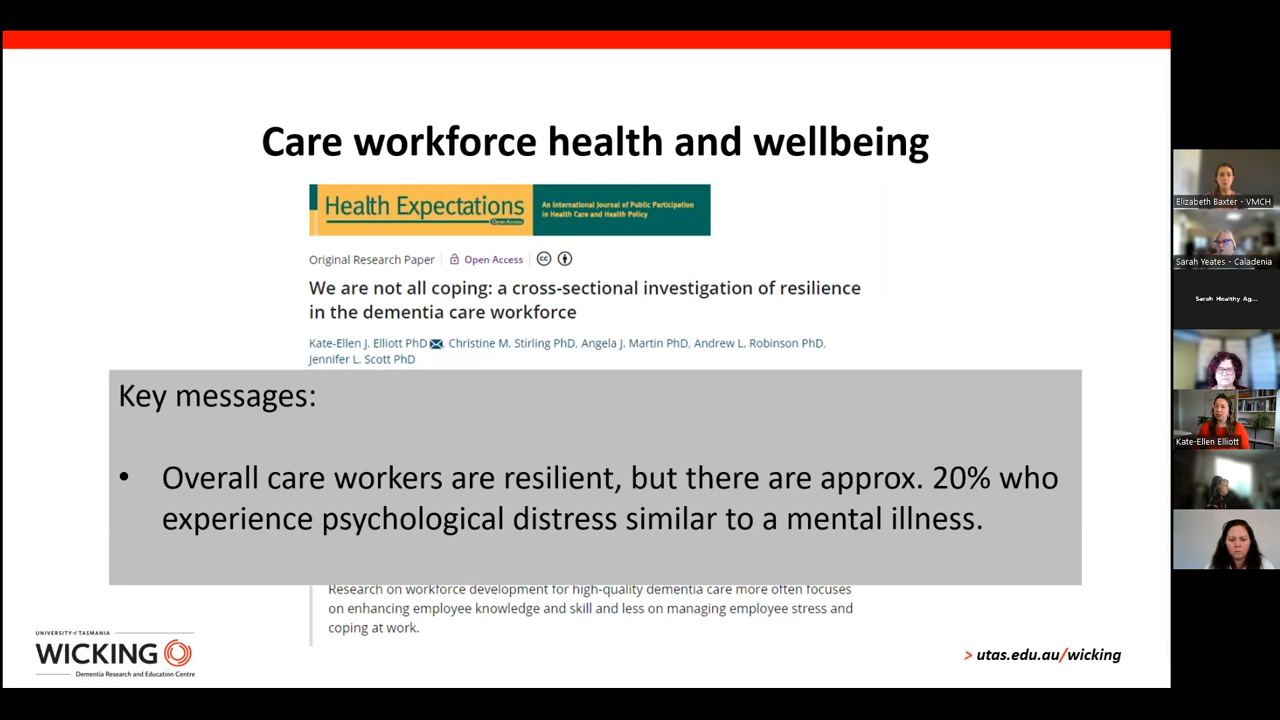 Care workforce health and wellbeing
Health Expectations
Open Access
An International Journal of Public Participation
in Health Care and Health Policy
Original Research Paper
Open Access
We are not all coping: a cross-sectional investigation of resilience
in the dementia care workforce
Kate-Ellen J. Elliott PhD, Christine M. Stirling PhD, Angela J. Martin PhD, Andrew L. Robinson PhD,
Jennifer L. Scott PhD
Key messages:
• Overall care workers are resilient, but there are approx. 20% who
experience psychological distress similar to a mental illness.
Research on workforce development for high-quality dementia care more often focuses
on enhancing employee knowledge and skill and less on managing employee stress and
coping at work.
UNIVERSITY of TASMANIA
WICKING
Dementia Research and Education Centre
> utas.edu.au/wicking
Elizabeth Baxter - VMCH
Sarah Yeates - Caladenia
Sarah Healthy Ag...
Kate-Ellen Elliott